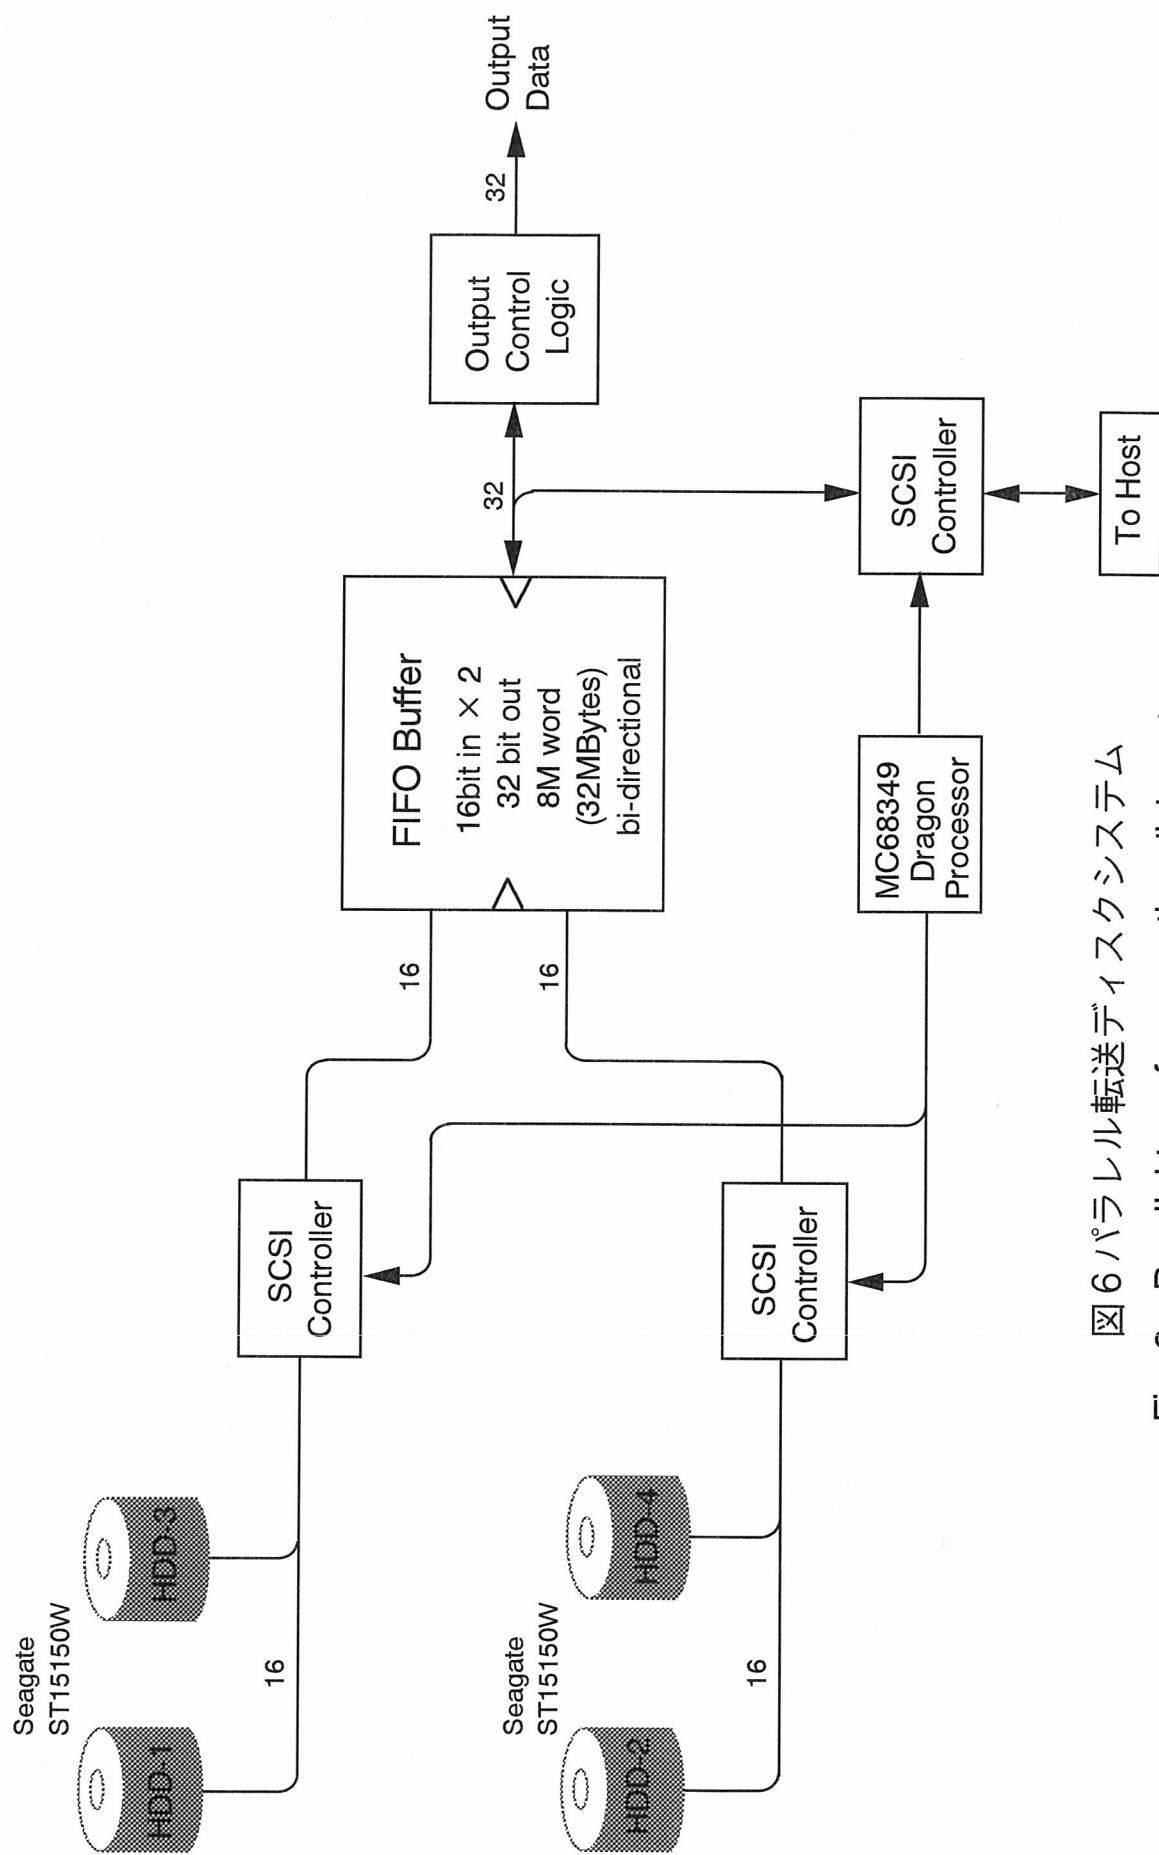 Seagate
ST15150W
HDD-1
HDD-3
16
SCSI
Controller
16
FIFO Buffer
16bit in × 2
32 bit out
8M word
(32MBytes)
bi-directional
32
Output
Control
Logic
32
Output
Data
Seagate
ST15150W
HDD-2
HDD-4
16
SCSI
Controller
16
MC68349
Dragon
Processor
SCSI
Controller
To Host
図6 パラレル転送ディスクシステム